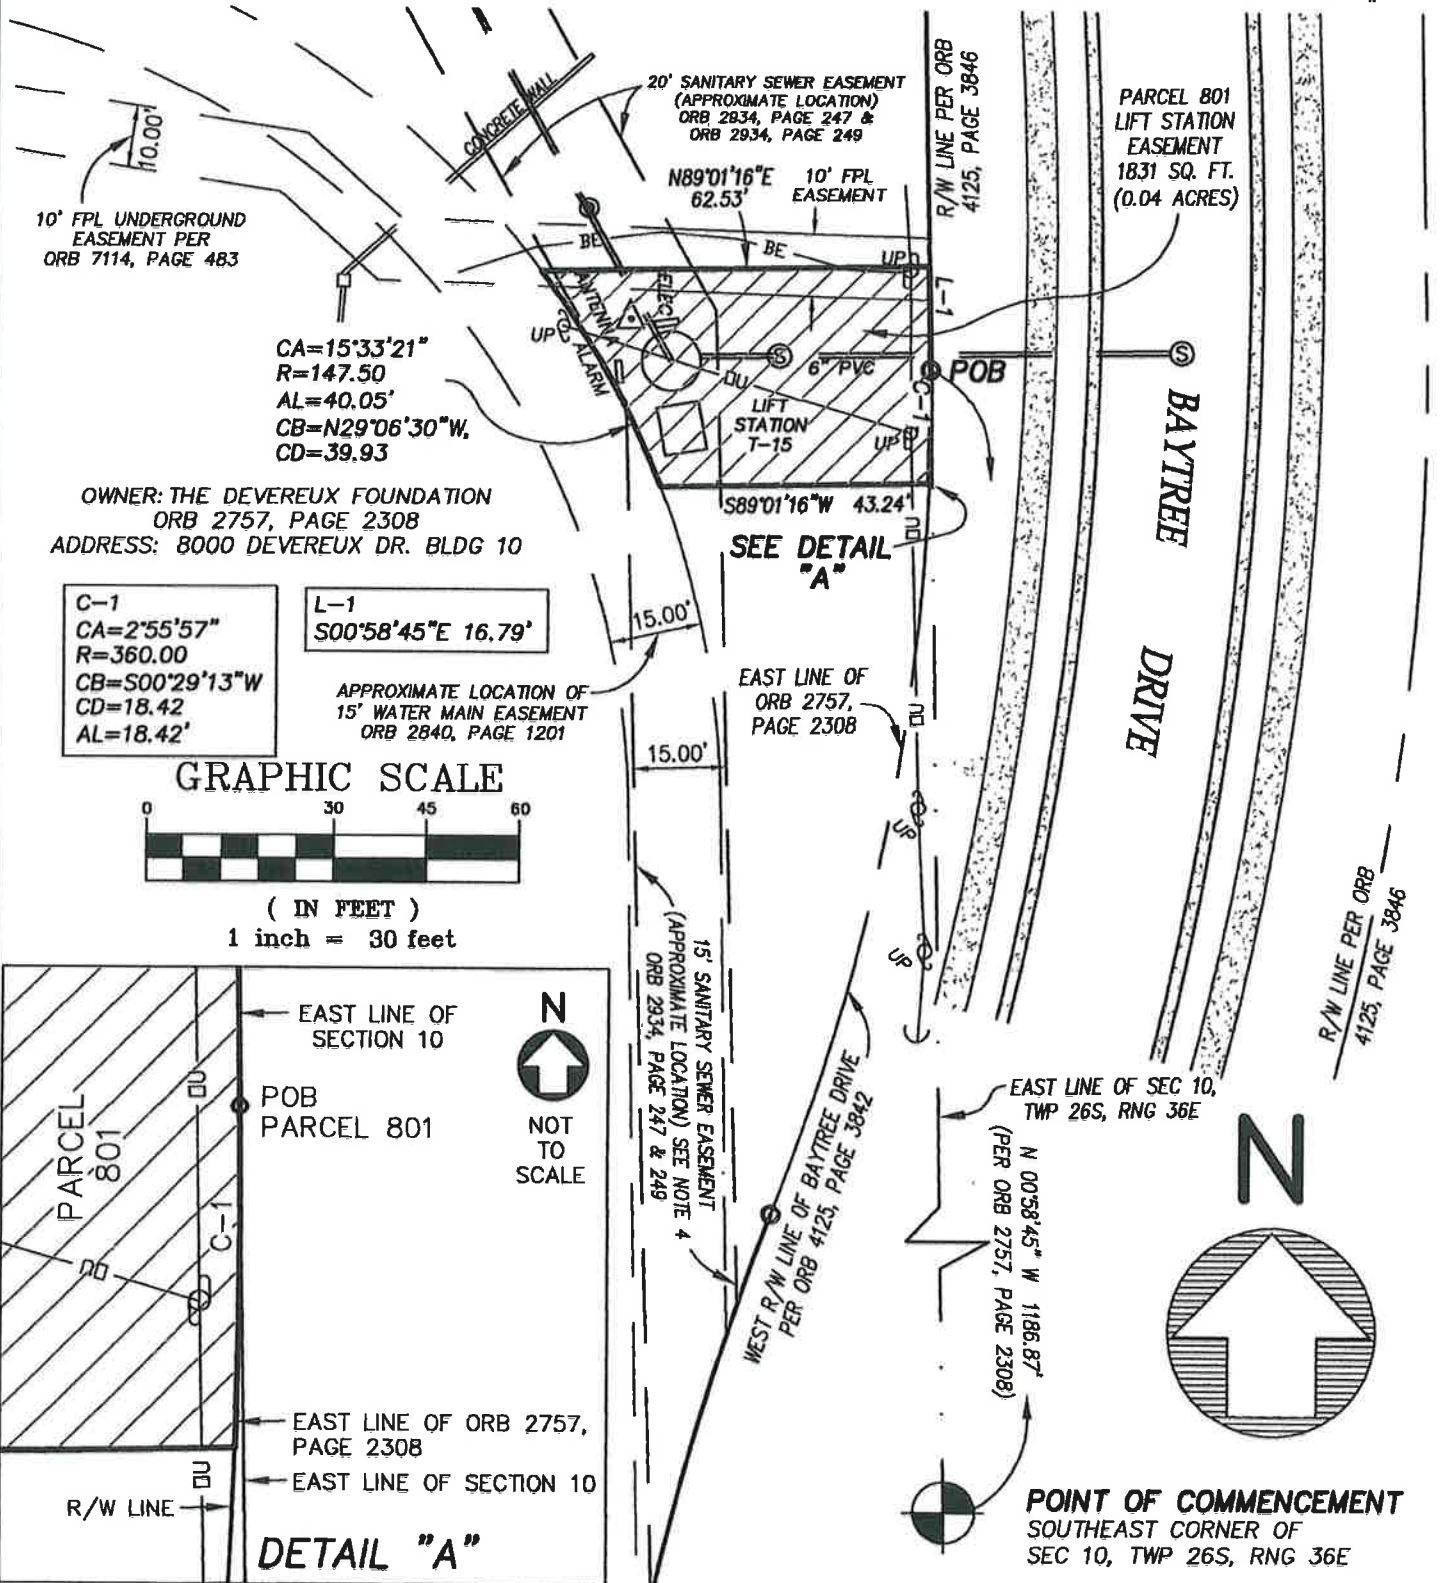 R/W LINE PER ORB
4125, PAGE 3846
CONCRETE WALL
20' SANITARY SEWER EASEMENT
(APPROXIMATE LOCATION)
ORB 2934, PAGE 247 &
ORB 2934, PAGE 249
PARCEL 801
LIFT STATION
EASEMENT
1831 SQ. FT.
(0.04 ACRES)
10.00'
N89°01'16"E
62.53'
10' FPL
EASEMENT
10' FPL UNDERGROUND
EASEMENT PER
ORB 7114, PAGE 483
BE
BE
UP
L-1
ANTENNA
ELEC
UP
ALARM
CA=15°33'21"
R=147.50
AL=40.05'
CB=N29°06'30"W,
CD=39.93
OU
6" PVC
S
S
POB
C-1
LIFT
STATION
T-15
UP
BAYTREE DRIVE
OWNER: THE DEVEREUX FOUNDATION
ORB 2757, PAGE 2308
ADDRESS: 8000 DEVEREUX DR. BLDG 10
S89°01'16"W 43.24'
OU
SEE DETAIL
"A"
C-1
CA=2°55'57"
R=360.00
CB=S00°29'13"W
CD=18.42
AL=18.42'
L-1
S00°58'45"E 16.79'
15.00'
APPROXIMATE LOCATION OF
15' WATER MAIN EASEMENT
ORB 2840, PAGE 1201
EAST LINE OF
ORB 2757,
PAGE 2308
OU
15.00'
UP
UP
GRAPHIC SCALE
0 30 45 60
( IN FEET )
1 inch = 30 feet
15' SANITARY SEWER EASEMENT
(APPROXIMATE LOCATION) SEE NOTE 4
ORB 2934, PAGE 247 & 249
WEST R/W LINE OF BAYTREE DRIVE
PER ORB 4125, PAGE 3842
R/W LINE PER ORB
4125, PAGE 3846
EAST LINE OF SEC 10,
TWP 26S, RNG 36E
N 00°58'45" W 1186.87'
(PER ORB 2757, PAGE 2308)
N
POINT OF COMMENCEMENT
SOUTHEAST CORNER OF
SEC 10, TWP 26S, RNG 36E
EAST LINE OF
SECTION 10
N
NOT
TO
SCALE
OU
POB
PARCEL 801
PARCEL
801
C-1
OU
EAST LINE OF ORB 2757,
PAGE 2308
OU
EAST LINE OF SECTION 10
R/W LINE
DETAIL "A"